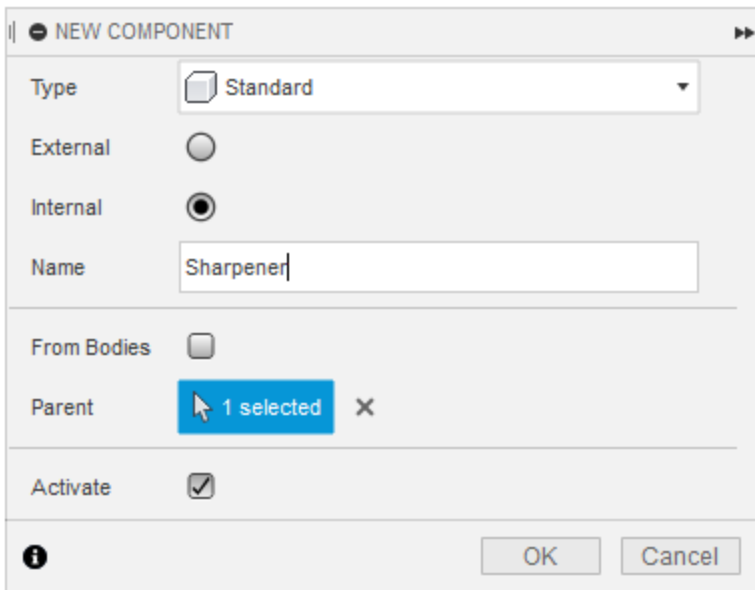 NEW COMPONENT
Type Standard
External
Internal
Name Sharpener
From Bodies
Parent 1 selected
Activate
OK Cancel